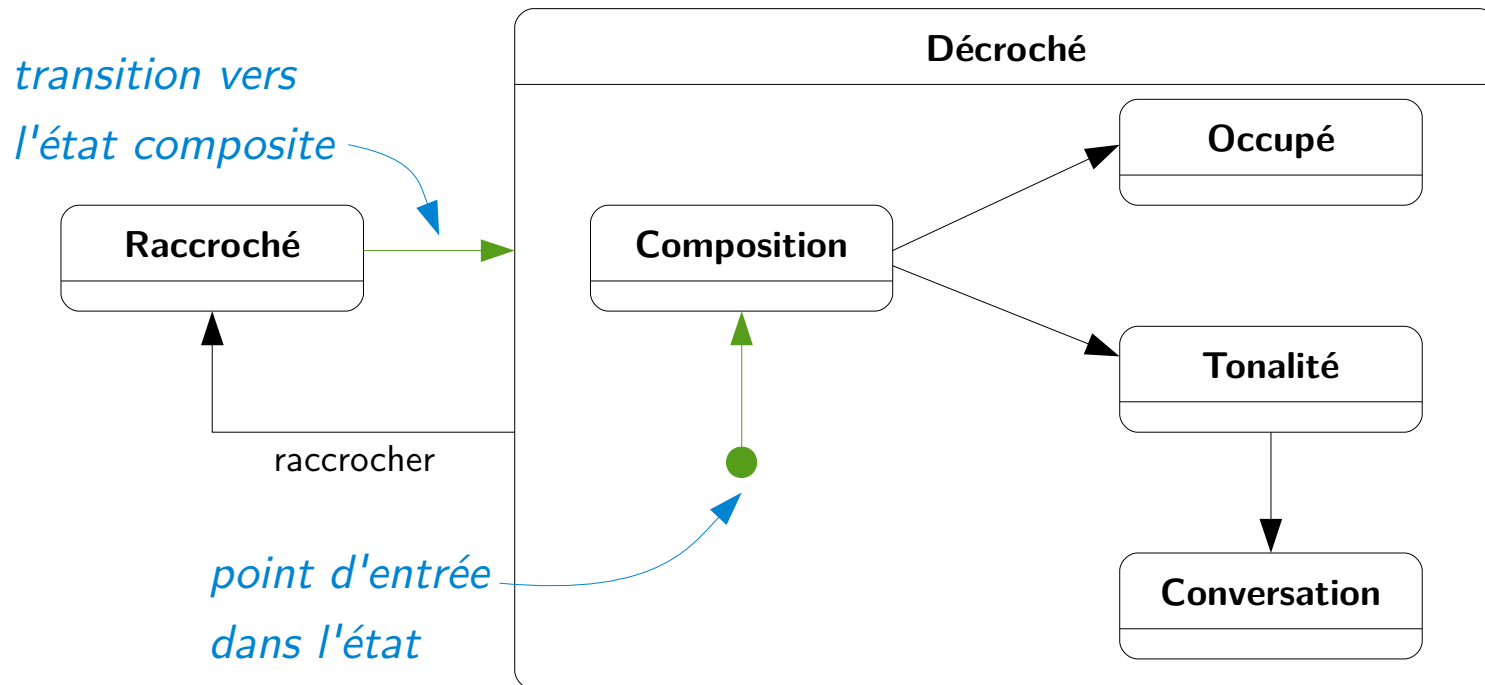 Décroché
transition vers
l'état composite
Occupé
Raccroché
Composition
Tonalité
raccrocher
point d'entrée
dans l'état
Conversation